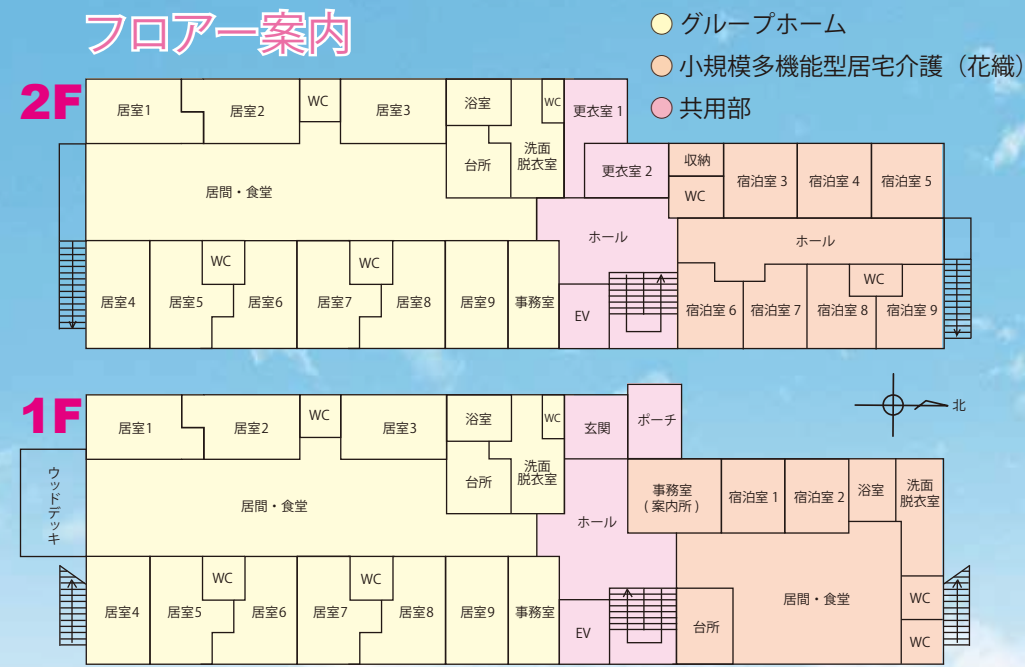 フロアー案内
グループホーム
小規模多機能型居宅介護（花織）
共用部
2F
居室1
居室2
WC
居室3
浴室
WC
台所
洗面
脱衣室
更衣室 1
更衣室 2
収納
WC
宿泊室 3
宿泊室 4
宿泊室 5
居間・食堂
ホール
ホール
居室4
居室5
WC
居室6
居室7
WC
居室8
居室9
事務室
EV
宿泊室 6
宿泊室 7
宿泊室 8
WC
宿泊室 9
1F
北
居室1
居室2
WC
居室3
浴室
WC
台所
洗面
脱衣室
玄関
ポーチ
ウッドデッキ
居間・食堂
ホール
事務室
( 案内所 )
宿泊室 1
宿泊室 2
浴室
洗面
脱衣室
居室4
居室5
WC
居室6
居室7
WC
居室8
居室9
事務室
EV
台所
居間・食堂
WC
WC